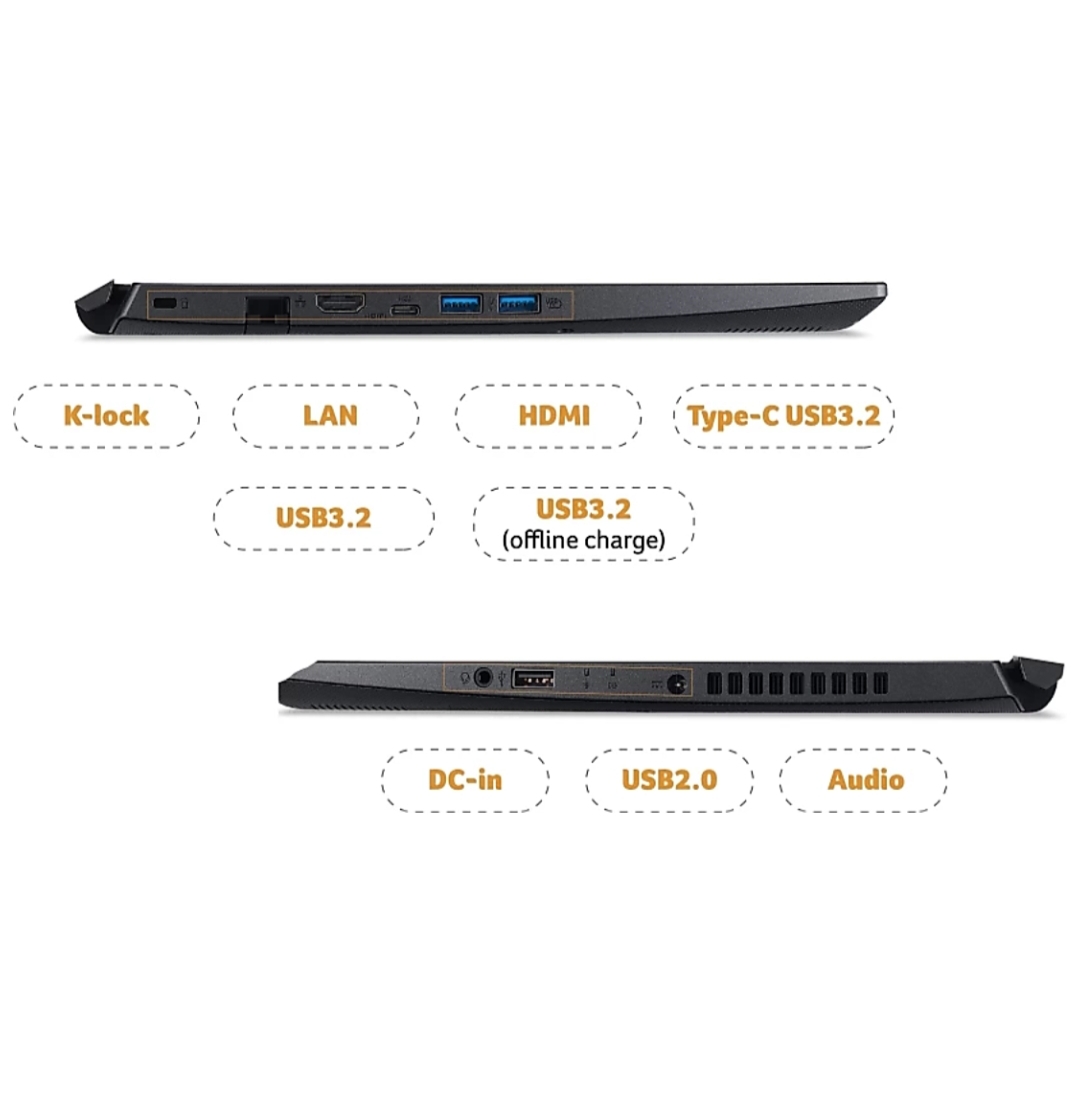 K-lock
LAN
HDMI
Type-C USB3.2
USB3.2
USB3.2
(offline charge)
DC-in
USB2.0
Audio